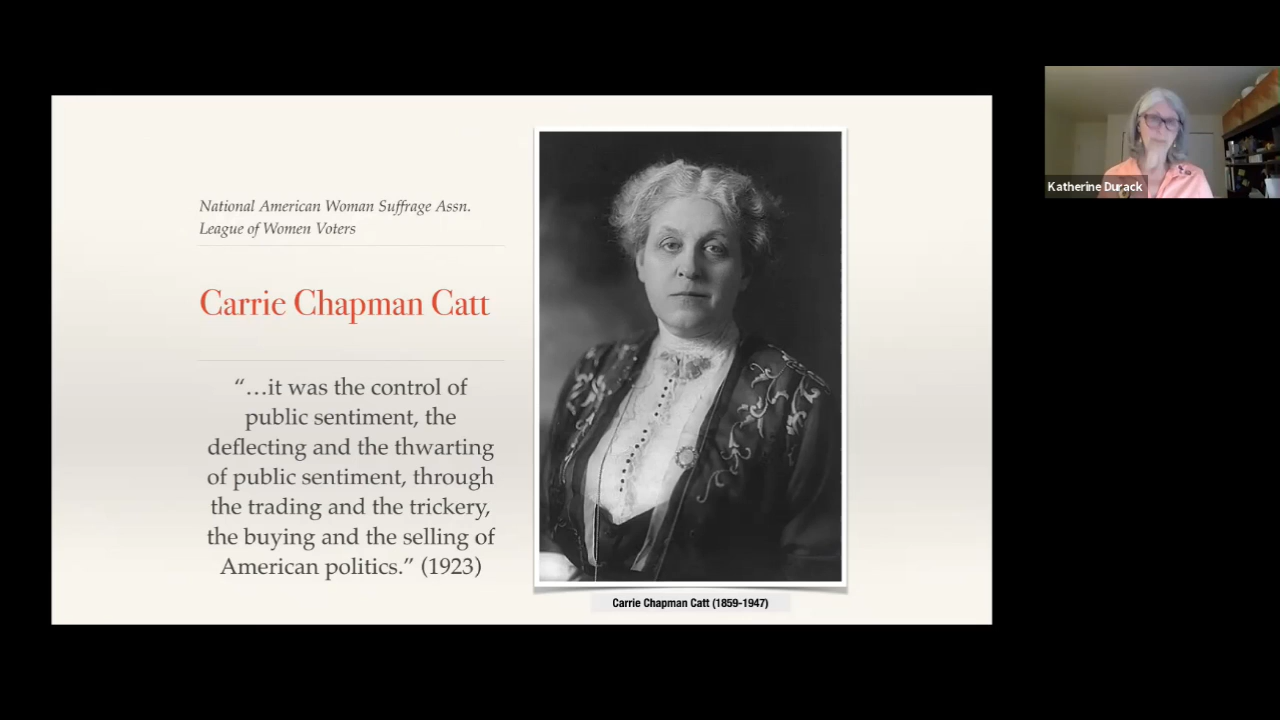 National American Woman Suffrage Assn.
League of Women Voters
Carrie Chapman Catt
“…it was the control of
public sentiment, the
deflecting and the thwarting
of public sentiment, through
the trading and the trickery,
the buying and the selling of
American politics.” (1923)
Carrie Chapman Catt (1859-1947)
Katherine Durack